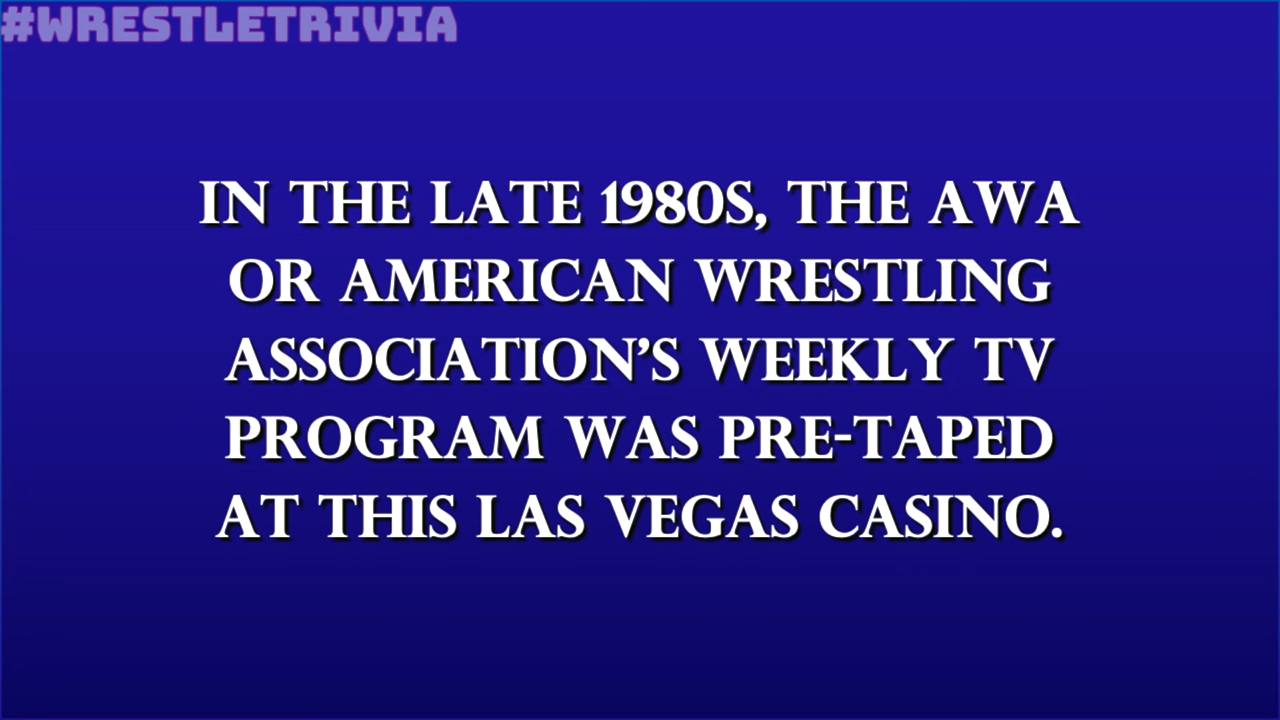 #WRESTLETRIVIA
IN THE LATE 1980S, THE AWA
OR AMERICAN WRESTLING
ASSOCIATION'S WEEKLY TV
PROGRAM WAS PRE-TAPED
AT THIS LAS VEGAS CASINO.